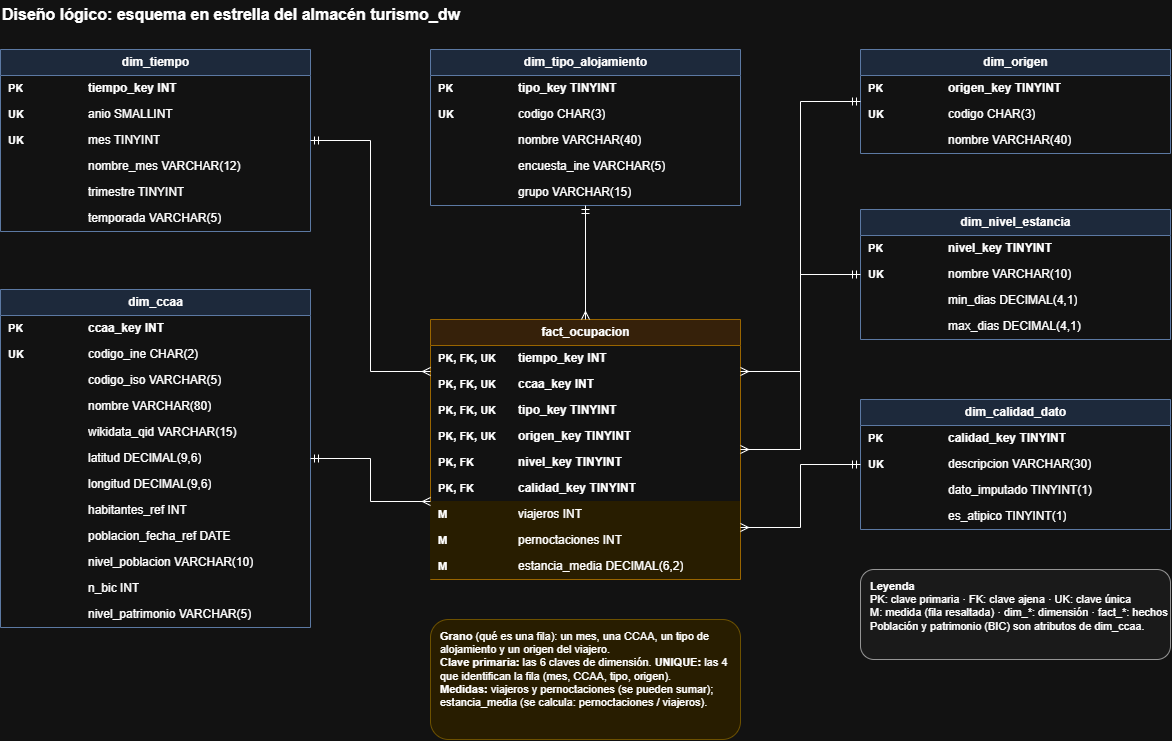 Diseño lógico: esquema en estrella del almacén turismo_dw
dim_tiempo
PK tiempo_key INT
UK anio SMALLINT
UK mes TINYINT
nombre_mes VARCHAR(12)
trimestre TINYINT
temporada VARCHAR(5)
dim_tipo_alojamiento
PK tipo_key TINYINT
UK codigo CHAR(3)
nombre VARCHAR(40)
encuesta_ine VARCHAR(5)
grupo VARCHAR(15)
dim_origen
PK origen_key TINYINT
UK codigo CHAR(3)
nombre VARCHAR(40)
dim_nivel_estancia
PK nivel_key TINYINT
UK nombre VARCHAR(10)
min_dias DECIMAL(4,1)
max_dias DECIMAL(4,1)
dim_ccaa
PK ccaa_key INT
UK codigo_ine CHAR(2)
codigo_iso VARCHAR(5)
nombre VARCHAR(80)
wikidata_qid VARCHAR(15)
latitud DECIMAL(9,6)
longitud DECIMAL(9,6)
habitantes_ref INT
poblacion_fecha_ref DATE
nivel_poblacion VARCHAR(10)
n_bic INT
nivel_patrimonio VARCHAR(5)
fact_ocupacion
PK, FK, UK tiempo_key INT
PK, FK, UK ccaa_key INT
PK, FK, UK tipo_key TINYINT
PK, FK, UK origen_key TINYINT
PK, FK nivel_key TINYINT
PK, FK calidad_key TINYINT
M viajeros INT
M pernoctaciones INT
M estancia_media DECIMAL(6,2)
dim_calidad_dato
PK calidad_key TINYINT
UK descripcion VARCHAR(30)
dato_imputado TINYINT(1)
es_atipico TINYINT(1)
Grano (qué es una fila): un mes, una CCAA, un tipo de
alojamiento y un origen del viajero.
Clave primaria: las 6 claves de dimensión. UNIQUE: las 4
que identifican la fila (mes, CCAA, tipo, origen).
Medidas: viajeros y pernoctaciones (se pueden sumar);
estancia_media (se calcula: pernoctaciones / viajeros).
Leyenda
PK: clave primaria · FK: clave ajena · UK: clave única
M: medida (fila resaltada) · dim_*: dimensión · fact_*: hechos
Población y patrimonio (BIC) son atributos de dim_ccaa.